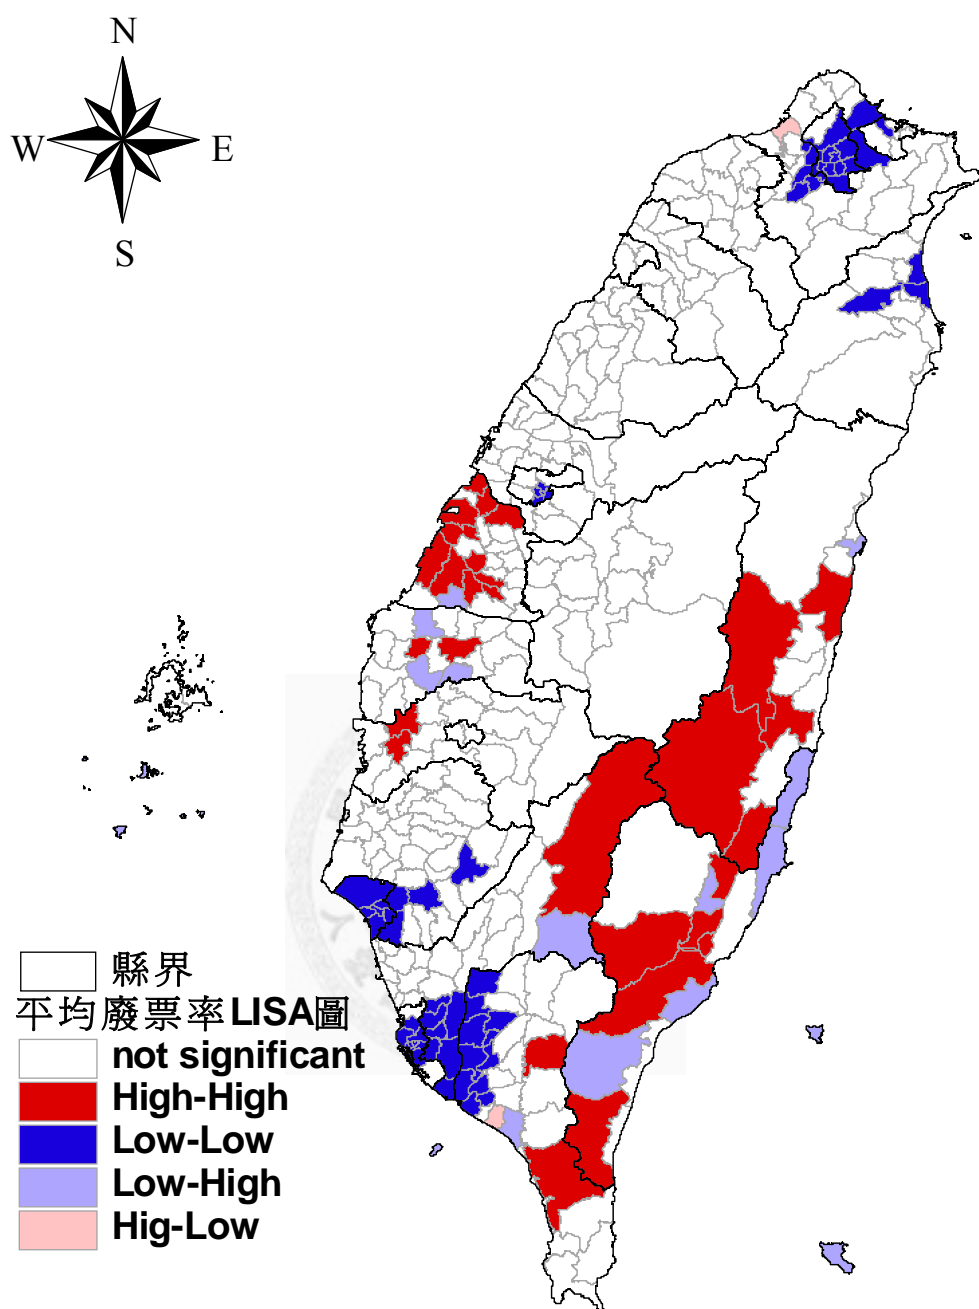 N
W E
S
縣界
平均廢票率LISA圖
not significant
High-High
Low-Low
Low-High
Hig-Low